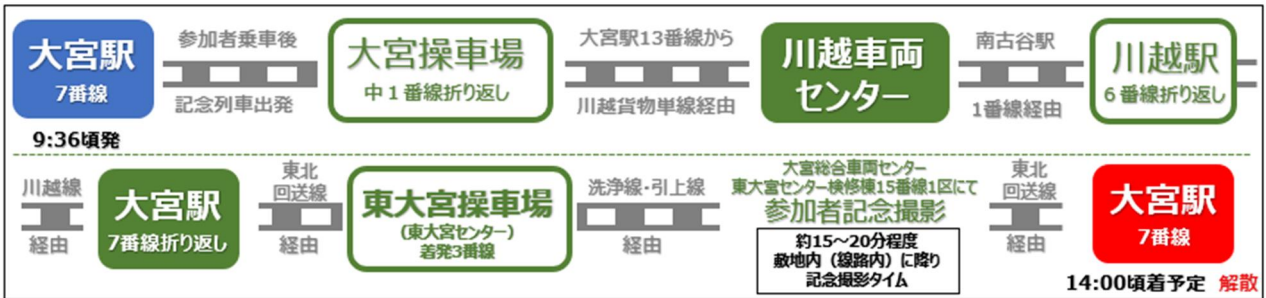 大宮駅
7番線
9:36頃発
参加者乗車後
記念列車出発
大宮操車場
中1番線折り返し
大宮駅13番線から
川越貨物単線経由
川越車両
センター
南古谷駅
1番線経由
川越駅
6番線折り返し
川越線
経由
大宮駅
7番線折り返し
東北
回送線
経由
東大宮操車場
(東大宮センター)
着発3番線
洗浄線・引上線
経由
大宮総合車両センター
東大宮センター検修棟15番線1区にて
参加者記念撮影
約15～20分程度
敷地内（線路内）に降り
記念撮影タイム
東北
回送線
経由
大宮駅
7番線
14:00頃着予定 解散